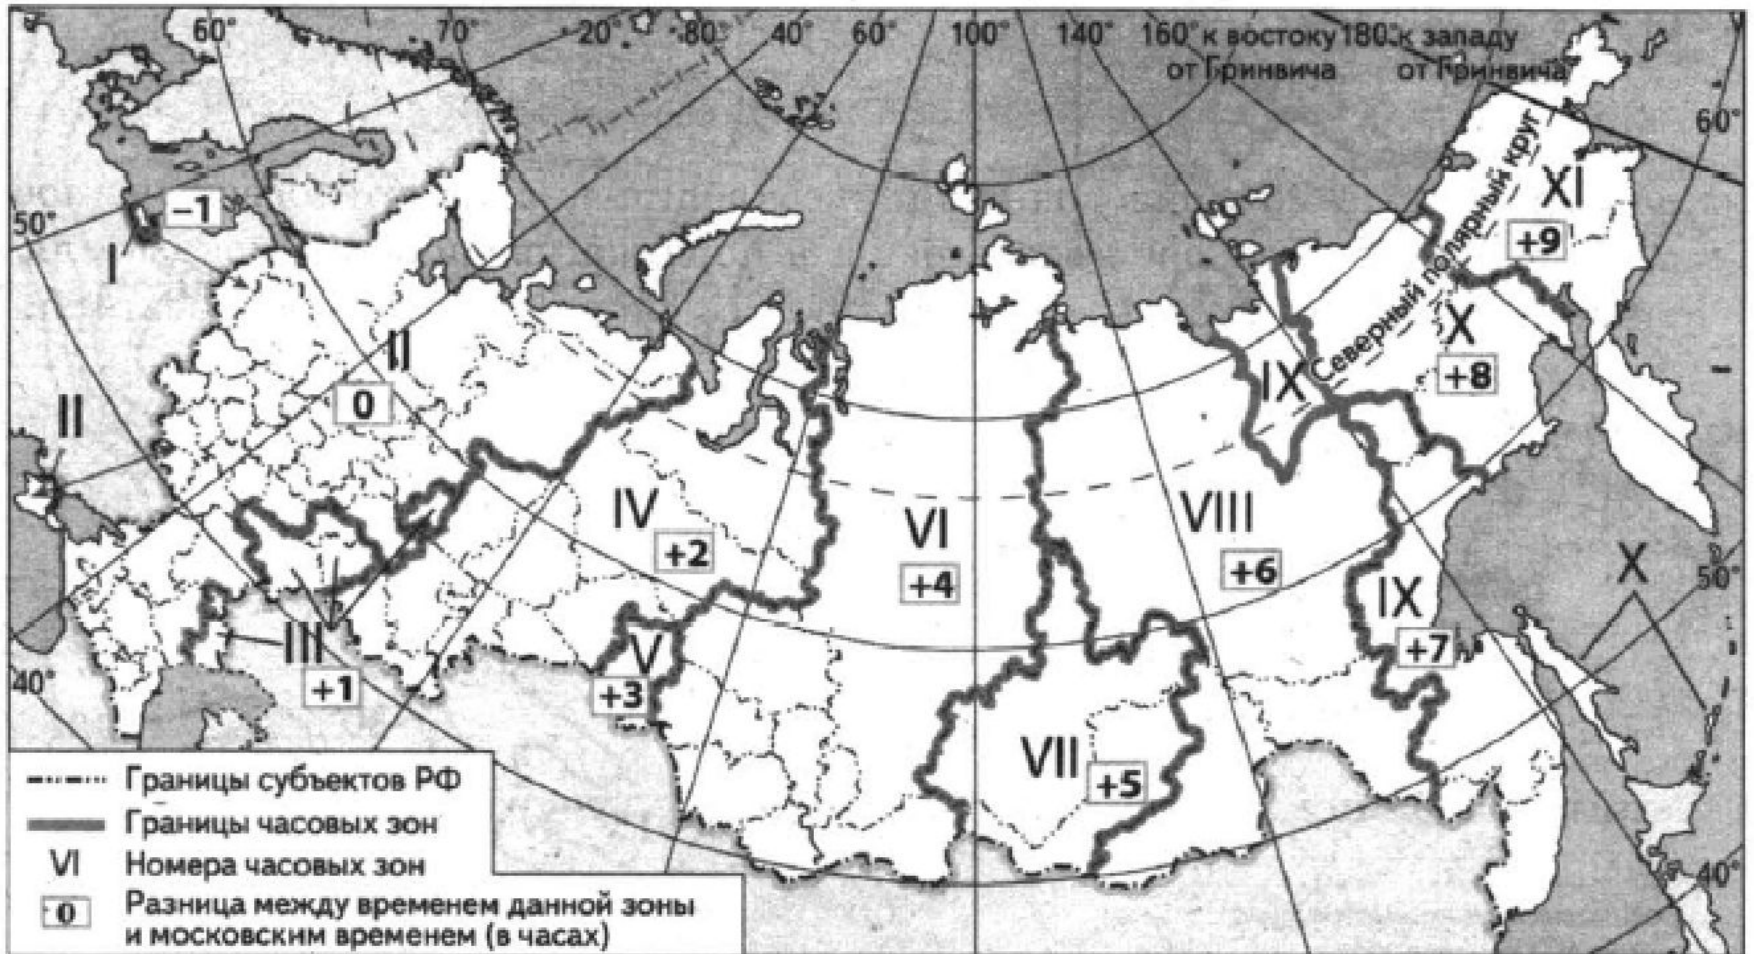 60° 70° 20° 80° 40° 60° 100° 140° 160° к востоку 180° к западу
от Гринвича от Гринвича
60°
Северный полярный круг
XI
-1
+9
50°
I
II
X
0
IX
+8
II
IV
VI
VIII
+2
+4
+6
X
50°
IX
III
V
+7
40°
+1
+3
VII
+5
40°
Границы субъектов РФ
Границы часовых зон
VI Номера часовых зон
0 Разница между временем данной зоны
и московским временем (в часах)